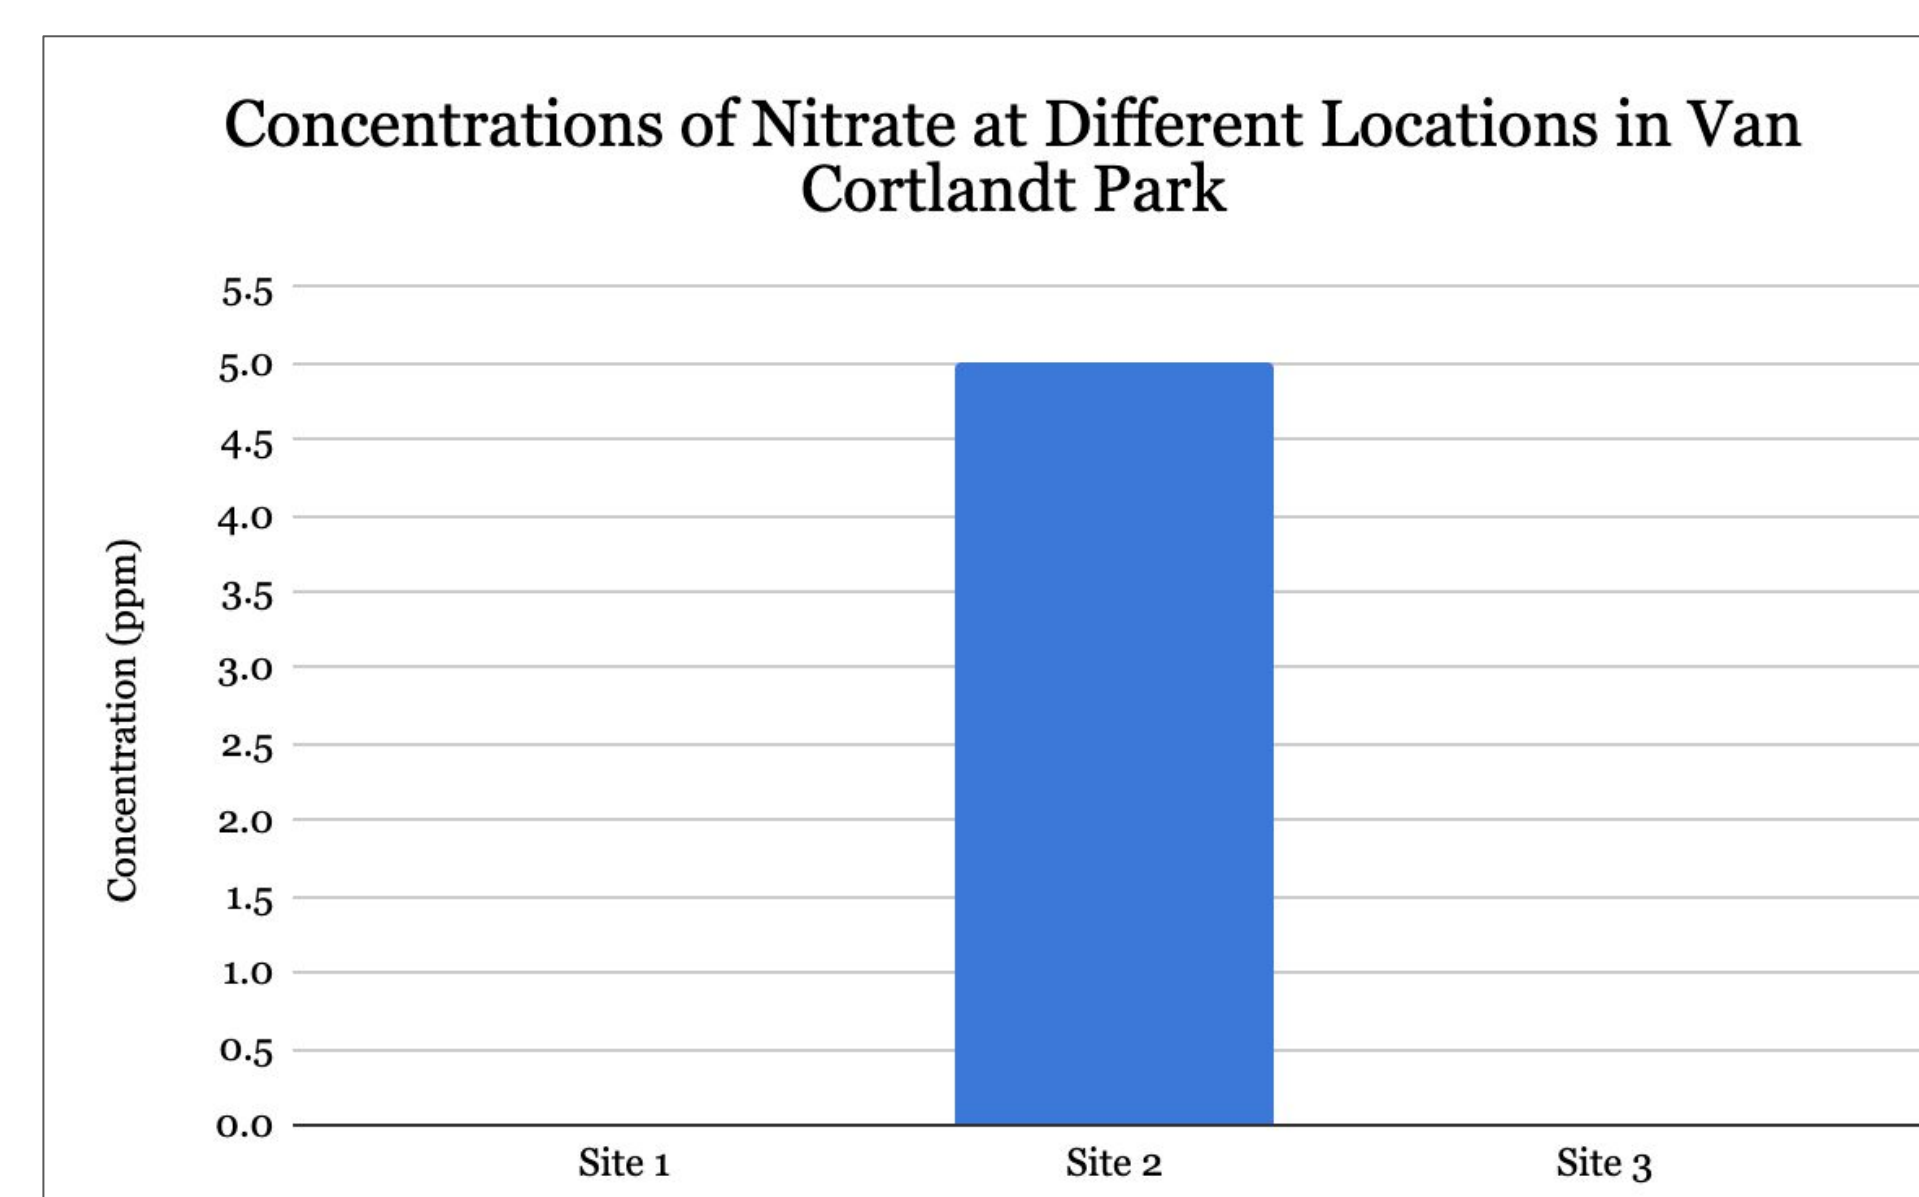 Concentrations of Nitrate at Different Locations in Van
Cortlandt Park
Concentration (ppm)
5.5
5.0
4.5
4.0
3.5
3.0
2.5
2.0
1.5
1.0
0.5
0.0
Site 1
Site 2
Site 3